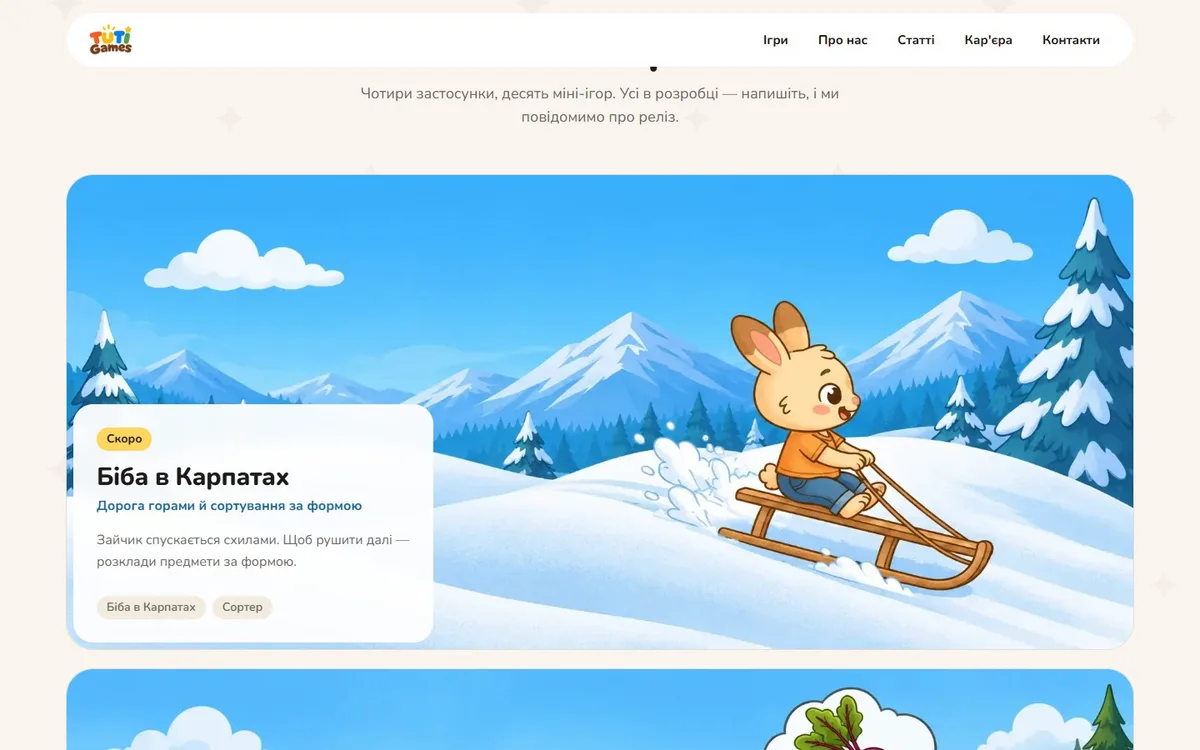 TUTI
Games
Ігри
Про нас
Статті
Кар'єра
Контакти
Чотири застосунки, десять міні-ігор. Усі в розробці — напишіть, і ми
повідомимо про реліз.
Скоро
Біба в Карпатах
Дорога горами й сортування за формою
Зайчик спускається схилами. Щоб рушити далі —
розклади предмети за формою.
Біба в Карпатах
Сортер